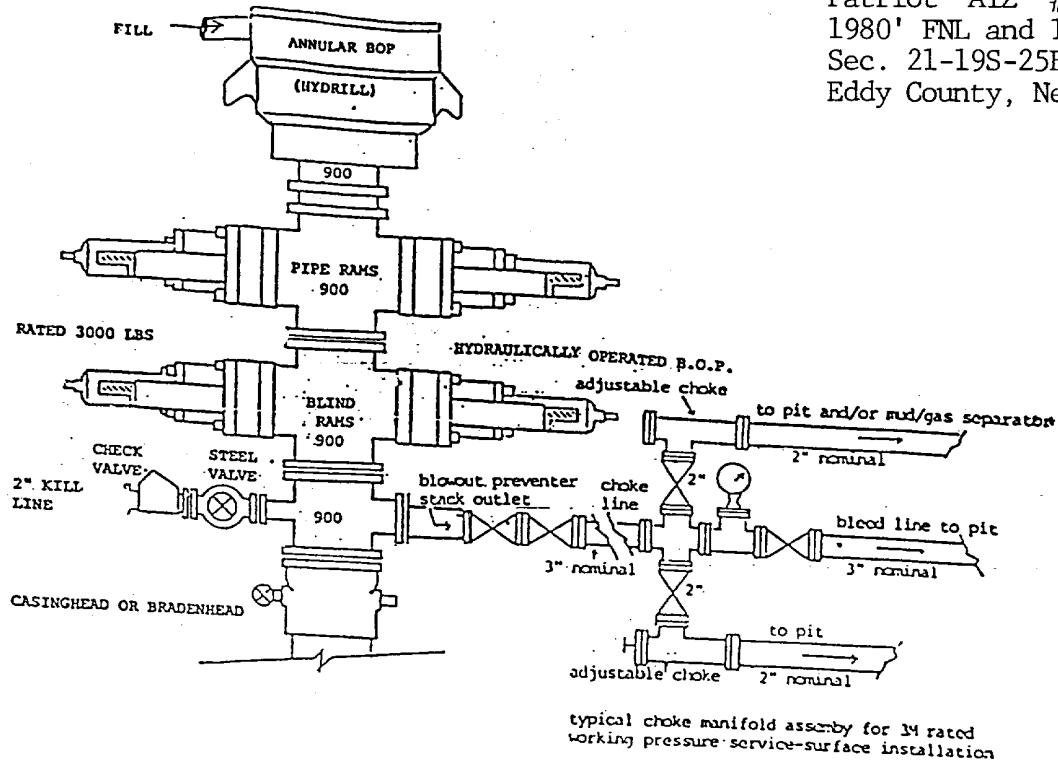 Patriot "AIZ"
1980' FNL and
Sec. 21-19S-25
Eddy County,
FILL
ANNULAR BOP
(HYDRILL)
900
PIPE RAMS
900
RATED 3000 LBS
HYDRAULICALLY OPERATED B.O.P.
adjustable choke
to pit and/or mud/gas separator
BLIND
RAMS
900
2" nominal
CHECK
VALVE
STEEL
VALVE
2" KILL
LINE
blowout preventer
stack outlet
choke
line
2"
900
bleed line to pit
3" nominal
3" nominal
CASINGHEAD OR BRADENHEAD
2"
to pit
adjustable choke
2" nominal
typical choke manifold assemby for 3M rated
working pressure service-surface installation